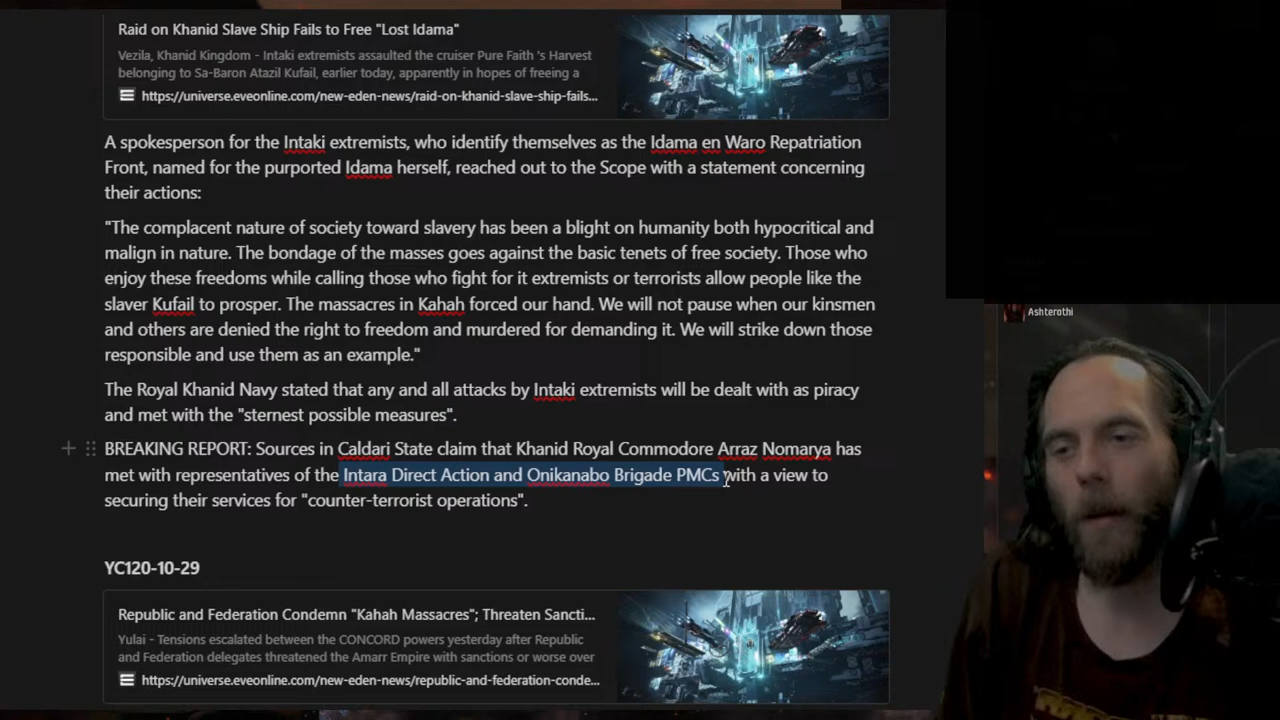 Raid on Khanid Slave Ship Fails to Free "Lost Idama"
Vezila, Khanid Kingdom - Intaki extremists assaulted the cruiser Pure Faith 's Harvest
belonging to Sa-Baron Atazil Kufail, earlier today, apparently in hopes of freeing a
https://universe.eveonline.com/new-eden-news/raid-on-khanid-slave-ship-fails...
A spokesperson for the Intaki extremists, who identify themselves as the Idama en Waro Repatriation
Front, named for the purported Idama herself, reached out to the Scope with a statement concerning
their actions:
"The complacent nature of society toward slavery has been a blight on humanity both hypocritical and
malign in nature. The bondage of the masses goes against the basic tenets of free society. Those who
enjoy these freedoms while calling those who fight for it extremists or terrorists allow people like the
slaver Kufail to prosper. The massacres in Kahah forced our hand. We will not pause when our kinsmen
and others are denied the right to freedom and murdered for demanding it. We will strike down those
responsible and use them as an example."
The Royal Khanid Navy stated that any and all attacks by Intaki extremists will be dealt with as piracy
and met with the "sternest possible measures".
BREAKING REPORT: Sources in Caldari State claim that Khanid Royal Commodore Arraz Nomarya has
met with representatives of the Intara Direct Action and Onikanabo Brigade PMCs with a view to
securing their services for "counter-terrorist operations".
YC120-10-29
Republic and Federation Condemn "Kahah Massacres"; Threaten Sancti...
Yulai - Tensions escalated between the CONCORD powers yesterday after Republic
and Federation delegates threatened the Amarr Empire with sanctions or worse over
https://universe.eveonline.com/new-eden-news/republic-and-federation-conde...
Ashterothi